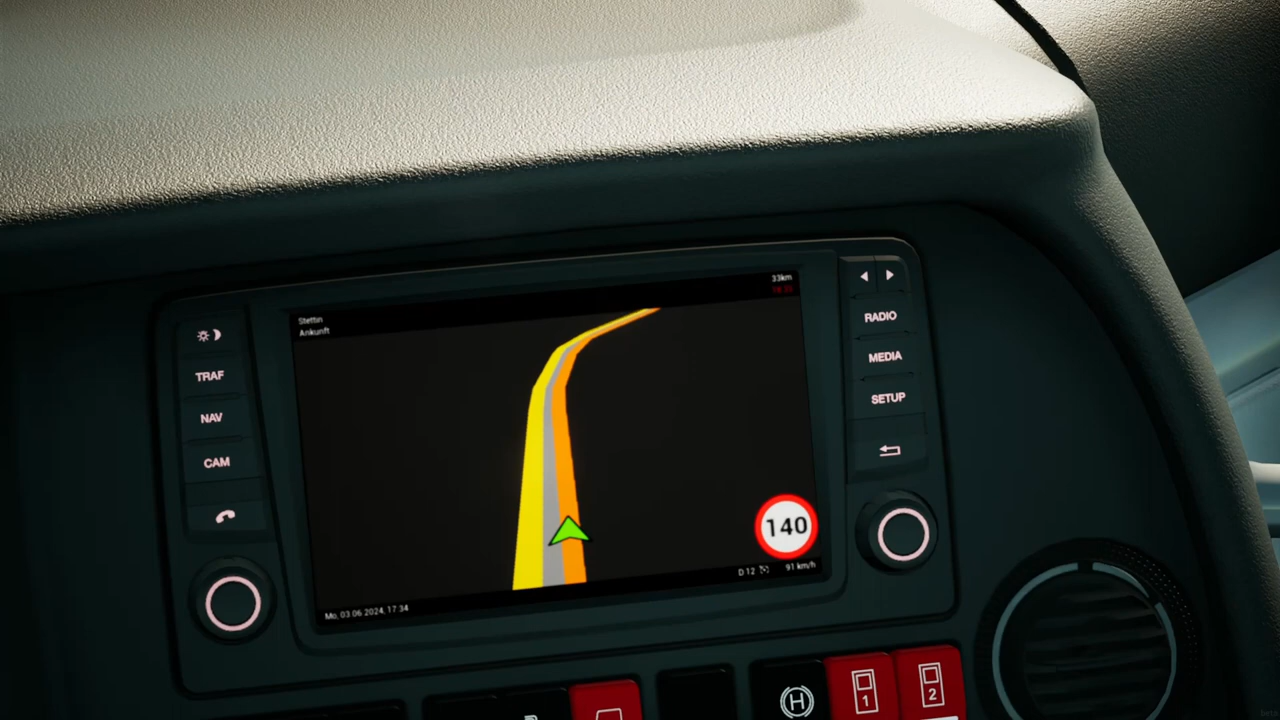 Stettin
Ankunft
33km
TRAF
NAV
CAM
RADIO
MEDIA
SETUP
140
D 12
91 km/h
Mo, 03.06.2024, 17:34
H
1
2